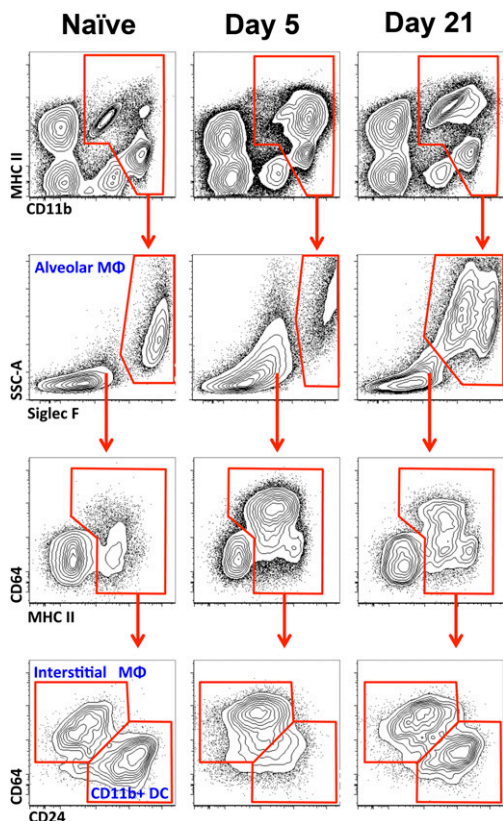 Naïve Day 5 Day 21
MHC II
CD11b
Alveolar MΦ
SSC-A
Siglec F
CD64
MHC II
Interstitial MΦ
CD64
CD11b+ DC
CD24